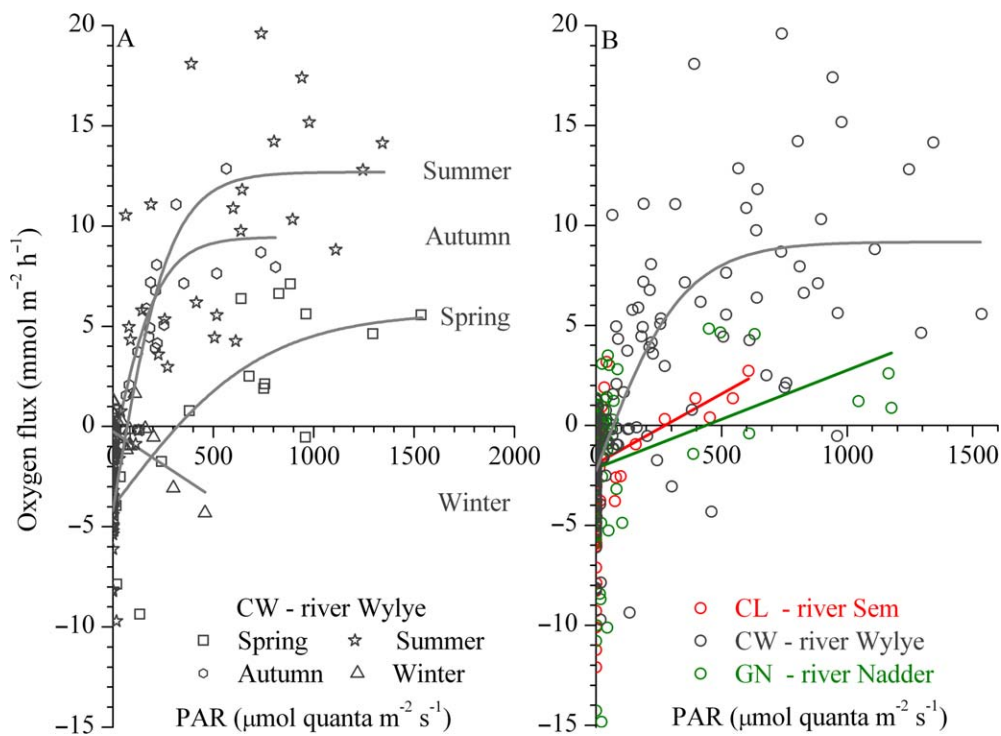 A
B
20
15
10
5
0
−5
−10
−15
Oxygen flux (mmol m−2 h−1)
500
1000
1500
2000
Summer
Autumn
Spring
Winter
CW - river Wylye
Spring
Summer
Autumn
Winter
PAR (μmol quanta m−2 s−1)
20
15
10
5
0
−5
−10
−15
500
1000
1500
CL - river Sem
CW - river Wylye
GN - river Nadder
PAR (μmol quanta m−2 s−1)